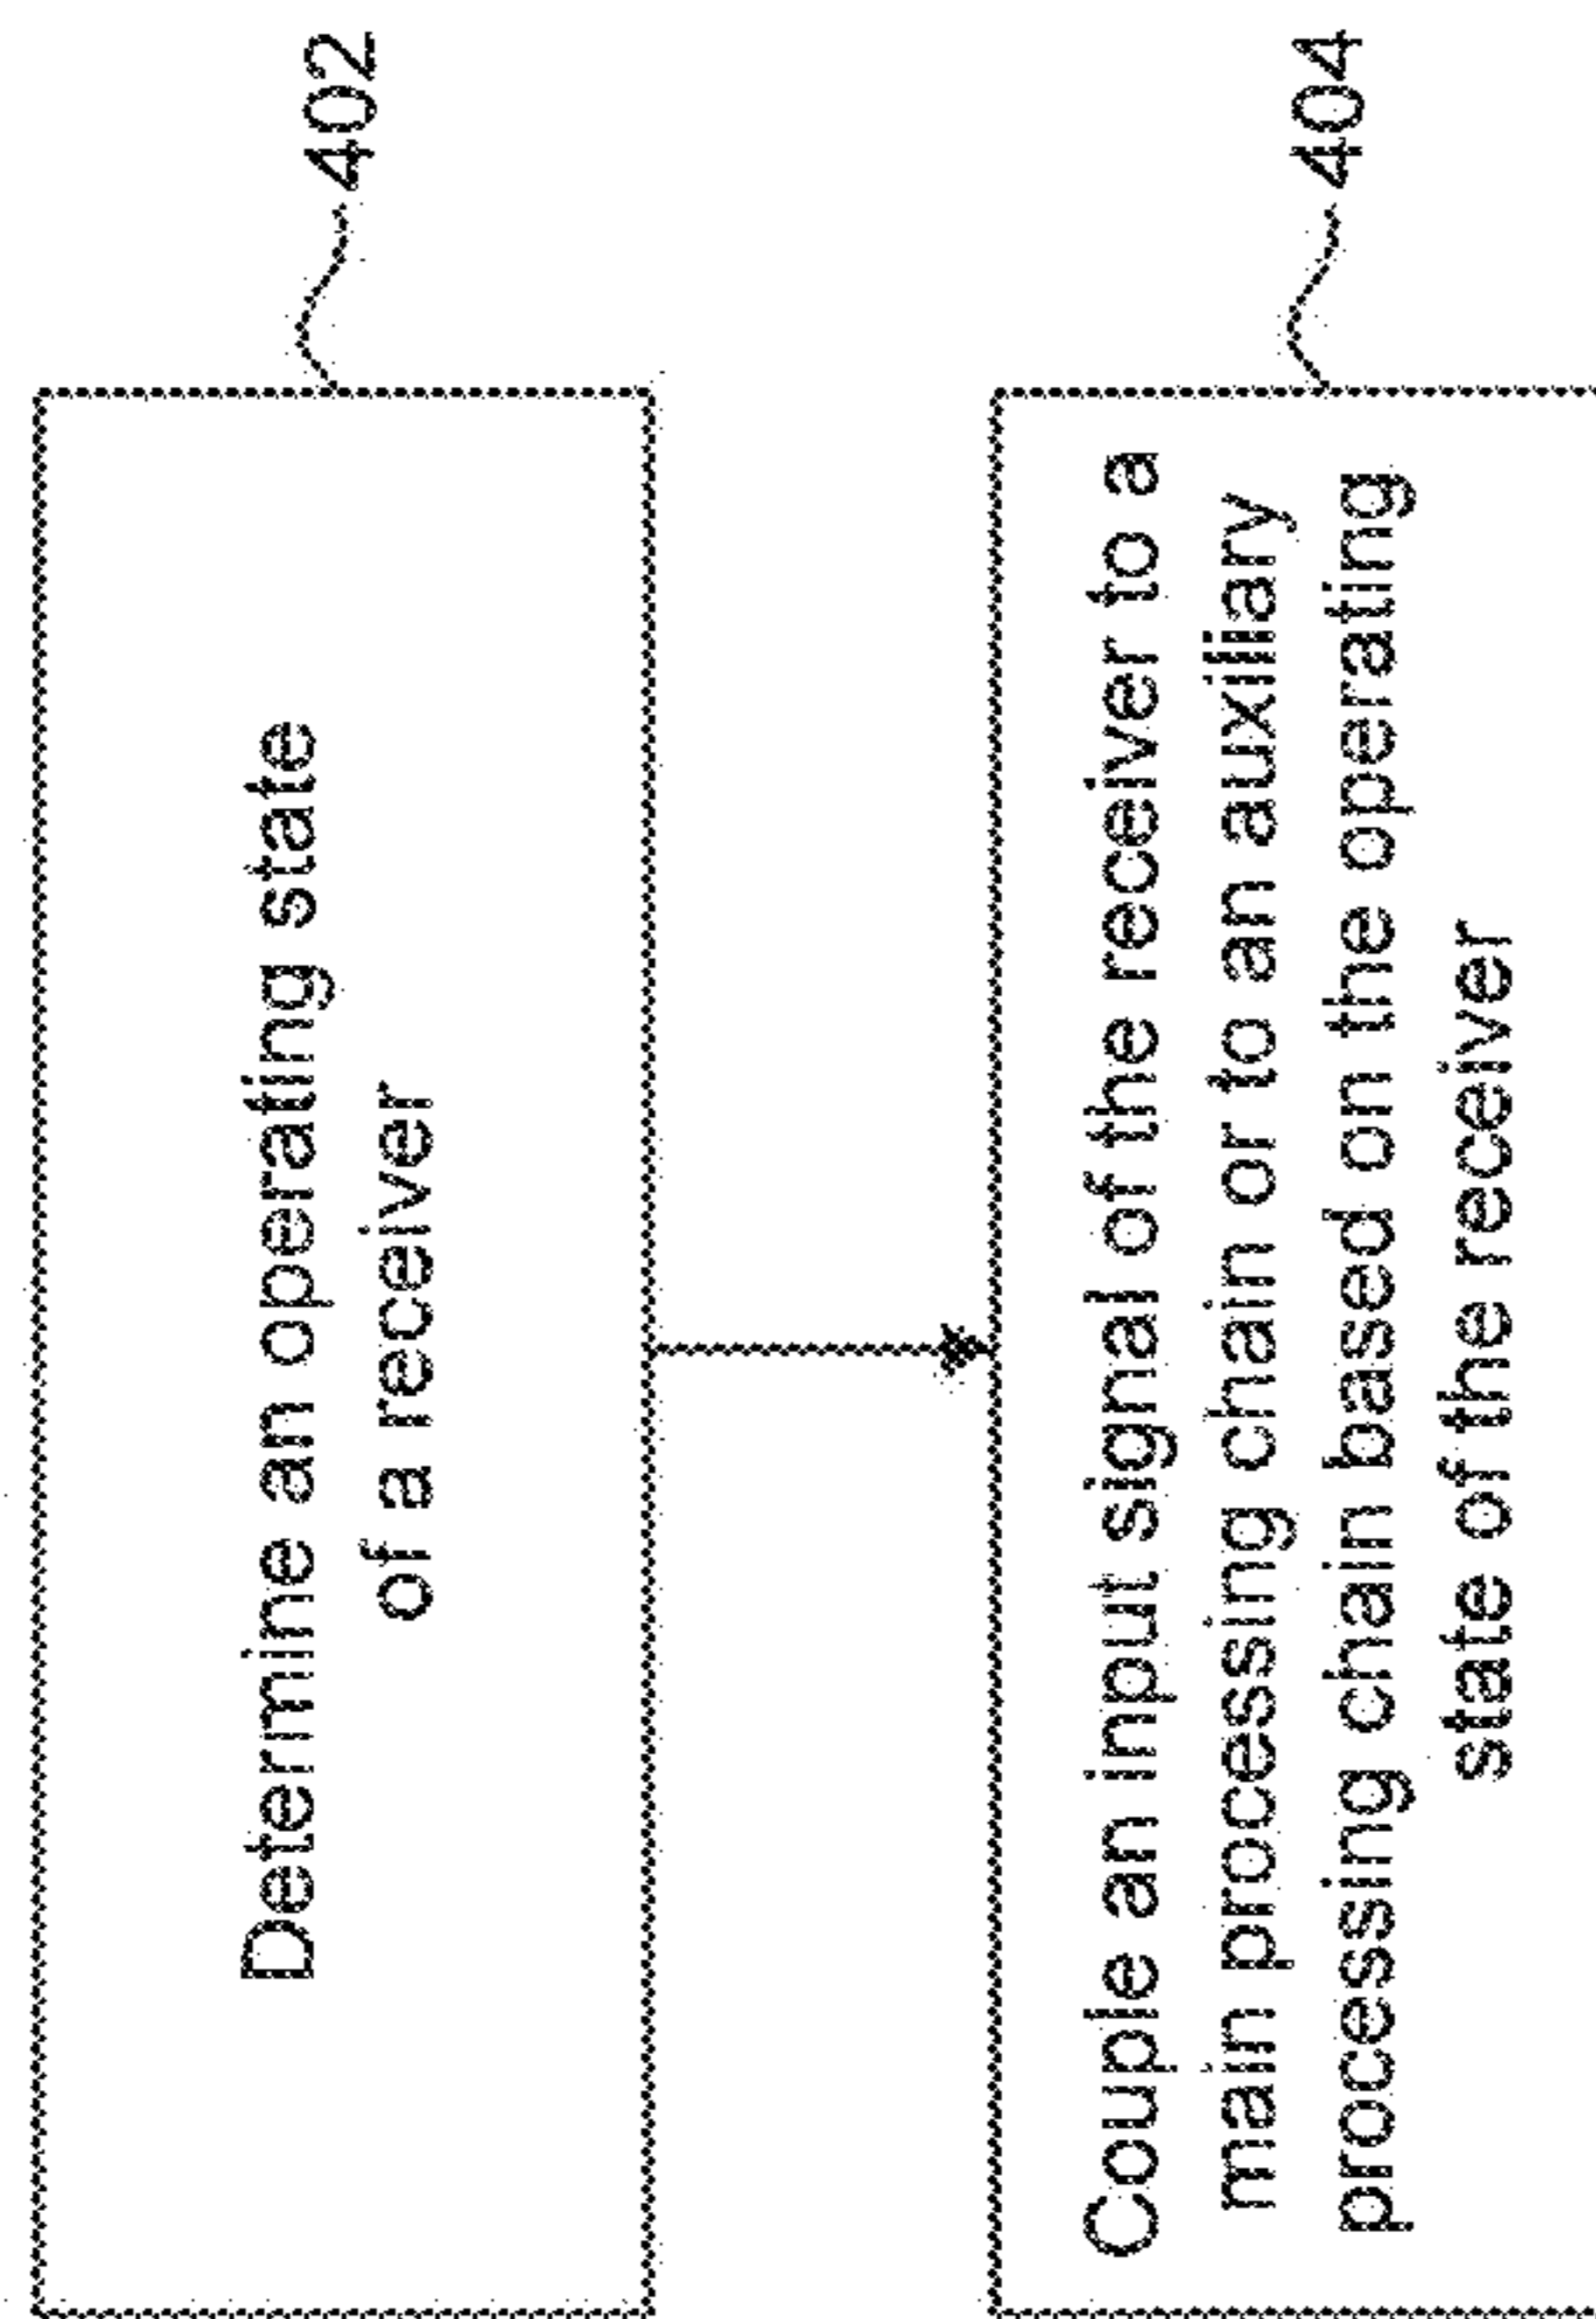 Determine an operating state
of a receiver
402
Couple an input signal of the receiver to a
main processing chain or to an auxiliary
processing chain based on the operating
state of the receiver
404